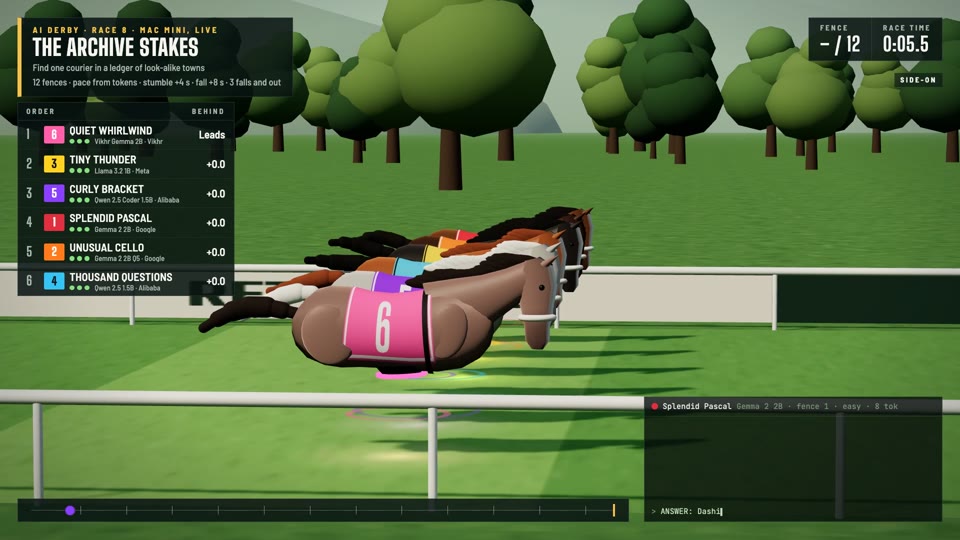 AI DERBY · RACE 8 · MAC MINI, LIVE
THE ARCHIVE STAKES
Find one courier in a ledger of look-alike towns
12 fences · pace from tokens · stumble +4 s · fall +8 s · 3 falls and out
FENCE
– / 12
RACE TIME
0:05.5
SIDE-ON
ORDER
BEHIND
1 6 QUIET WHIRLWIND Leads
Vikhr Gemma 2B · Vikhr
2 3 TINY THUNDER +0.0
Llama 3.2 1B · Meta
3 5 CURLY BRACKET +0.0
Qwen 2.5 Coder 1.5B · Alibaba
4 1 SPLENDID PASCAL +0.0
Gemma 2 2B · Google
5 2 UNUSUAL CELLO +0.0
Gemma 2 2B Q5 · Google
6 4 THOUSAND QUESTIONS +0.0
Qwen 2.5 1.5B · Alibaba
6
Splendid Pascal Gemma 2 2B · fence 1 · easy · 8 tok
> ANSWER: Dashi